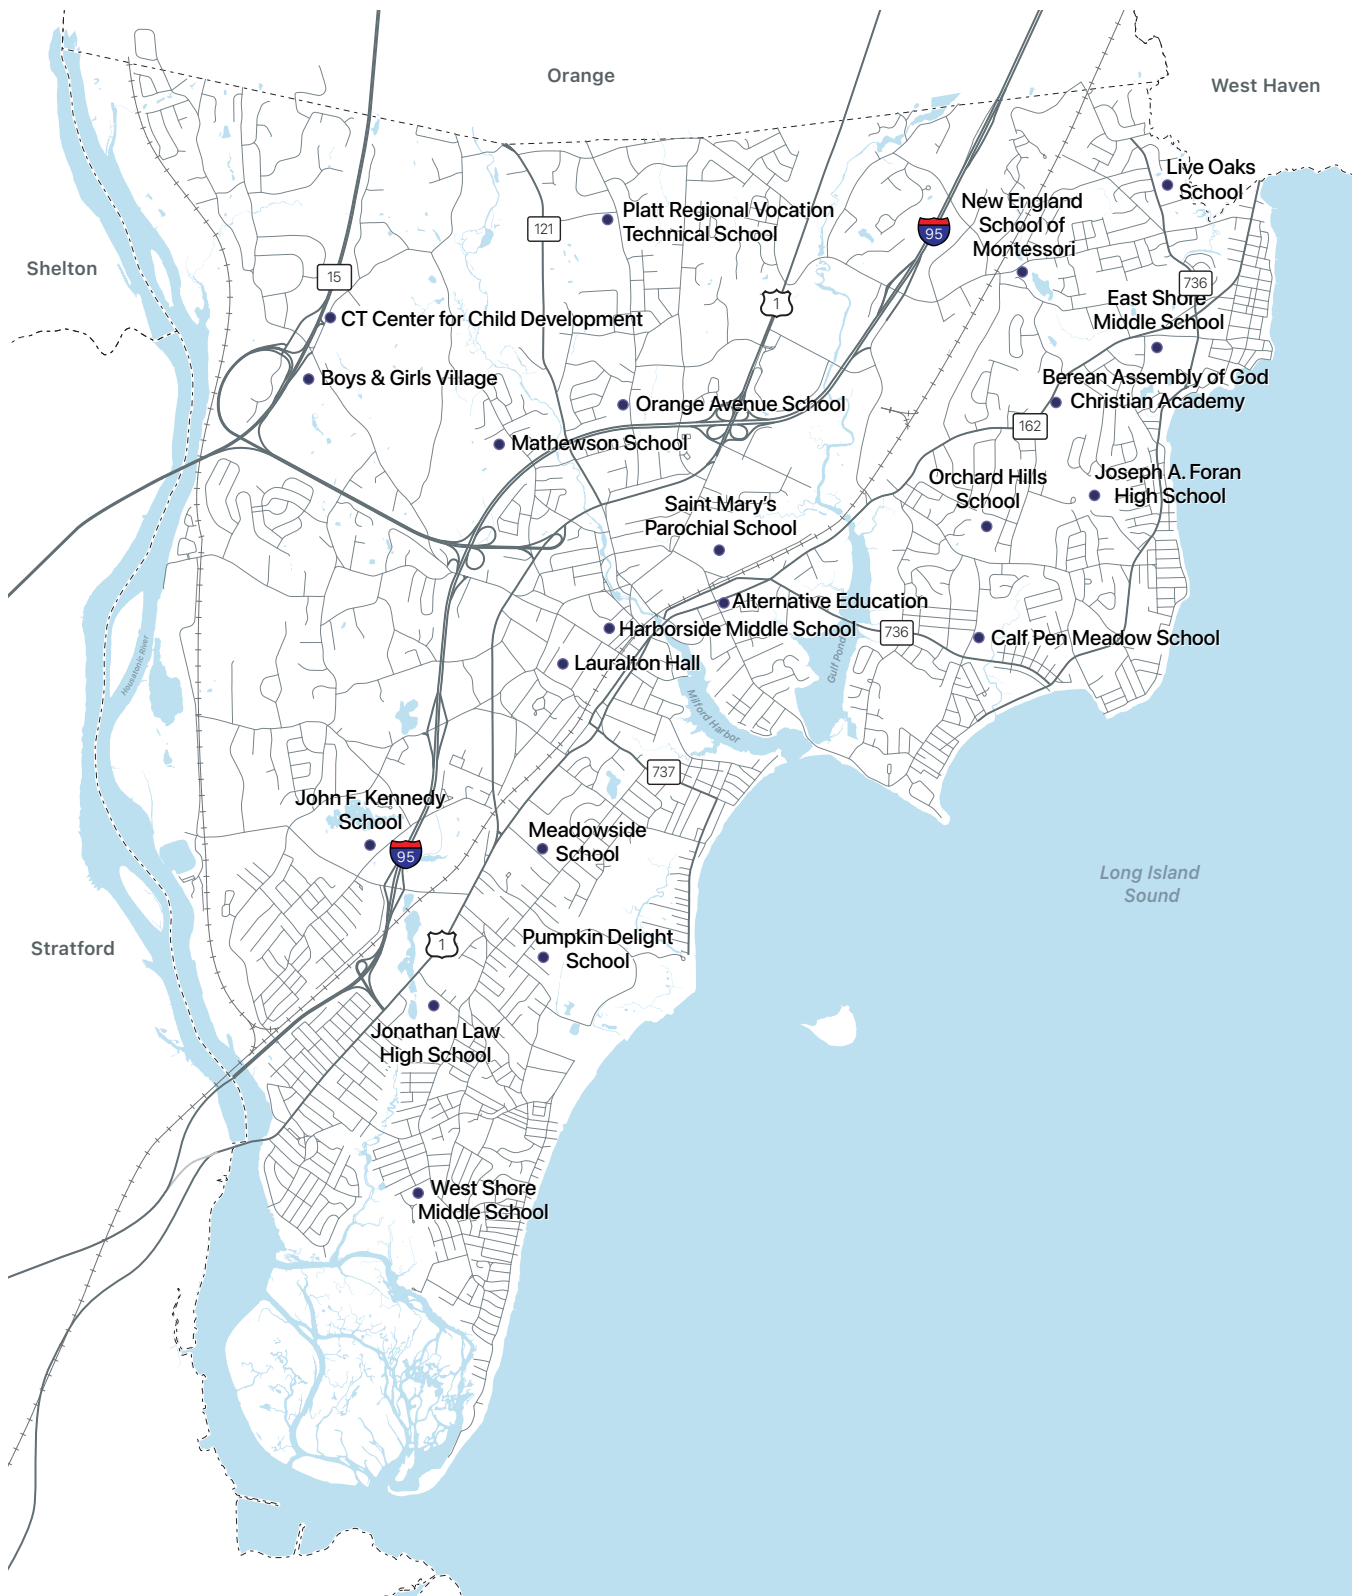 Orange
West Haven
Live Oaks
School
New England
School of
Montessori
Platt Regional Vocation
Technical School
121
95
Shelton
15
736
1
East Shore
Middle School
CT Center for Child Development
Boys & Girls Village
Berean Assembly of God
Christian Academy
Orange Avenue School
162
Mathewson School
Orchard Hills
School
Joseph A. Foran
High School
Saint Mary's
Parochial School
Alternative Education
Harborside Middle School
736
Calf Pen Meadow School
Lauralton Hall
Housatonic River
Gulf Pond
Milford Harbor
737
John F. Kennedy
School
95
Meadowside
School
Long Island
Sound
Stratford
1
Pumpkin Delight
School
Jonathan Law
High School
West Shore
Middle School